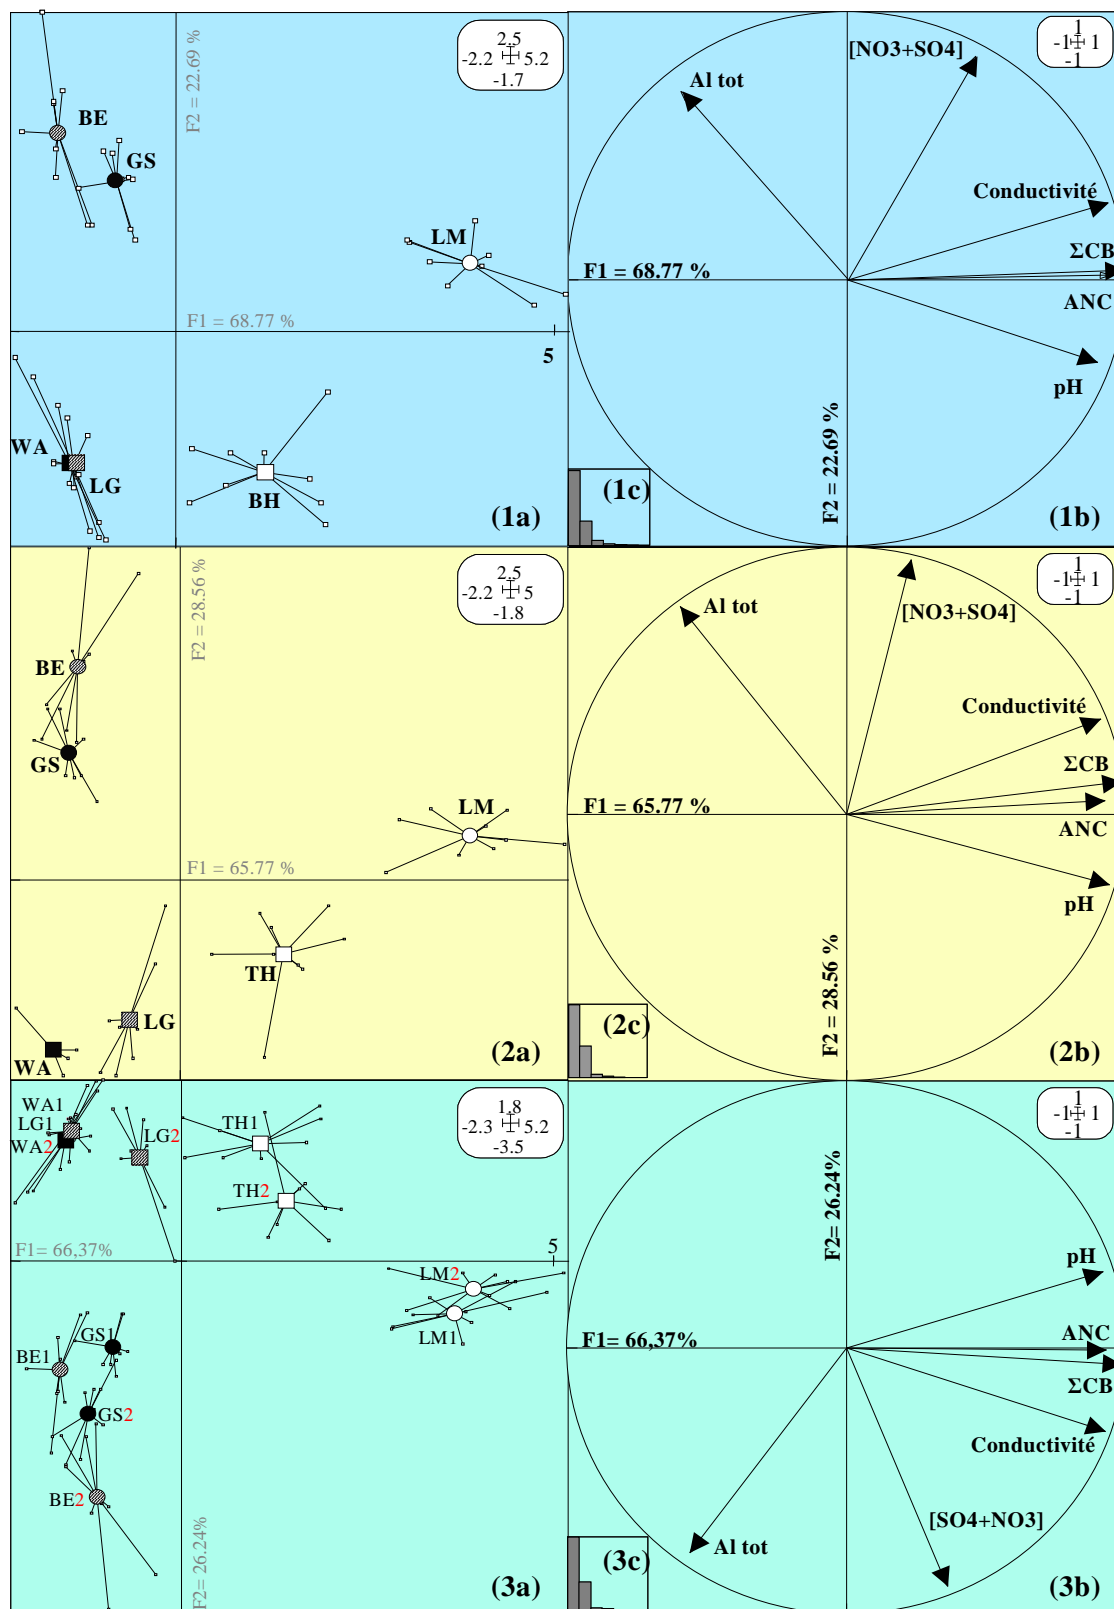 F2 = 22.69 %
2.5
-2.2 5.2
-1.7
BE
GS
LM
F1 = 68.77 %
5
WA
LG
BH
(1a)
[NO3+SO4]
1
-1 1
-1
Al tot
Conductivité
ΣCB
F1 = 68.77 %
ANC
pH
F2 = 22.69 %
(1c)
(1b)
F2 = 28.56 %
2.5
-2.2 5
-1.8
BE
GS
LM
F1 = 65.77 %
TH
LG
WA
(2a)
1
-1 1
-1
Al tot
[NO3+SO4]
Conductivité
ΣCB
F1 = 65.77 %
ANC
pH
F2 = 28.56 %
(2c)
(2b)
WA1
LG1
WA2
LG2
TH1
1.8
-2.3 5.2
-3.5
TH2
F1= 66,37%
5
LM2
LM1
GS1
BE1
GS2
BE2
F2= 26.24%
(3a)
1
-1 1
-1
F2= 26.24%
pH
ANC
F1= 66,37%
ΣCB
Conductivité
[SO4+NO3]
Al tot
(3c)
(3b)